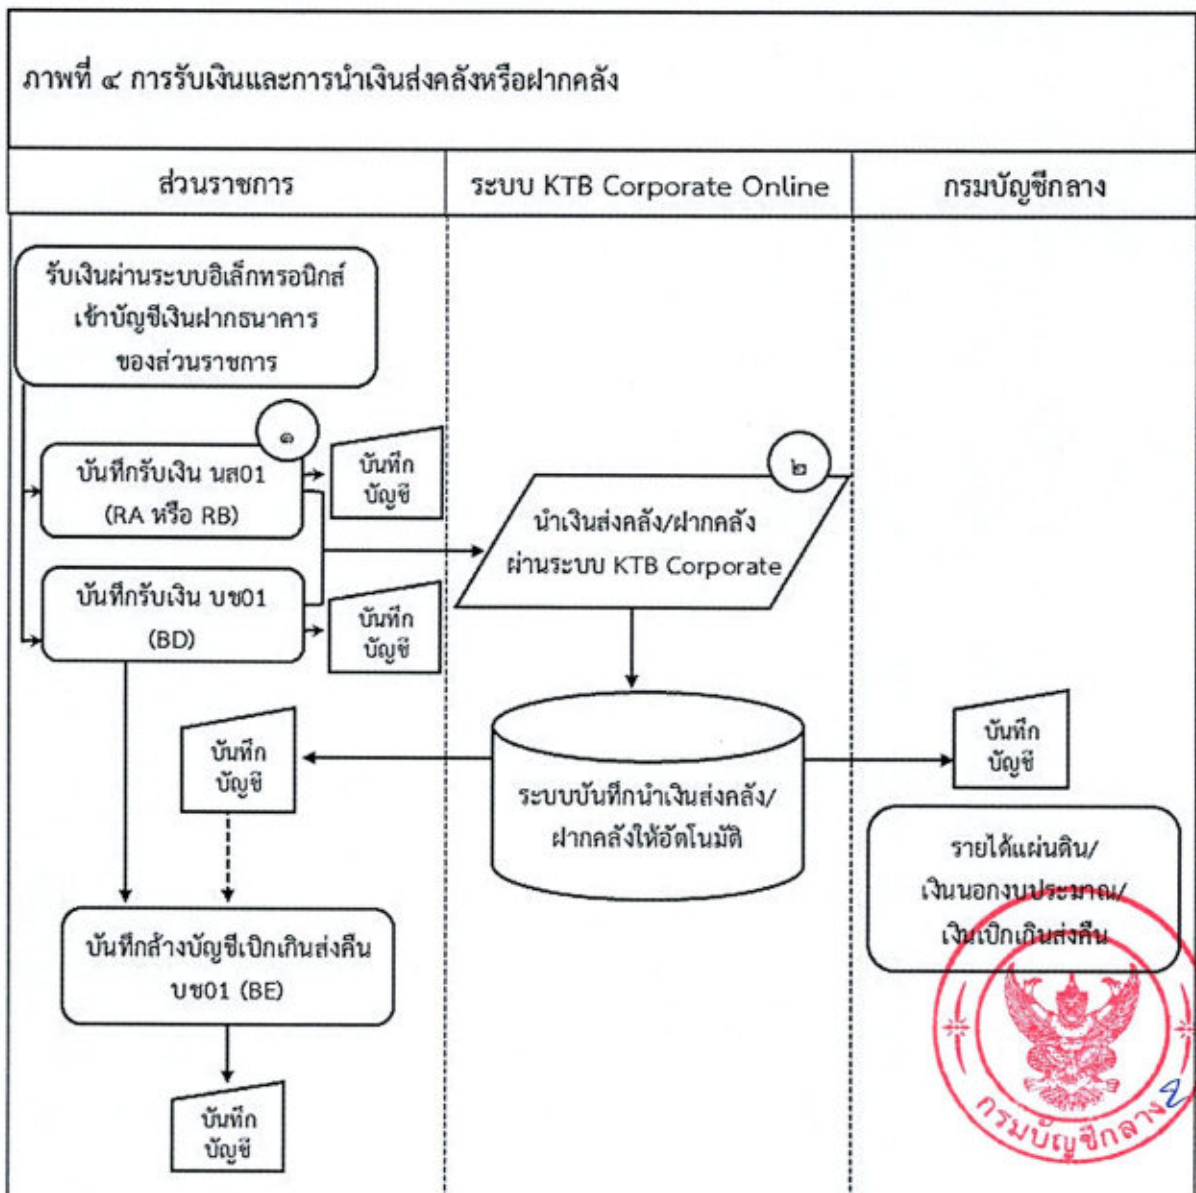 ภาพที่ ๔ การรับเงินและการนำเงินส่งคลังหรือฝากคลัง
ส่วนราชการ
ระบบ KTB Corporate Online
กรมบัญชีกลาง
รับเงินผ่านระบบอิเล็กทรอนิกส์
เข้าบัญชีเงินฝากธนาคาร
ของส่วนราชการ
๑
บันทึกรับเงิน นส01
(RA หรือ RB)
บันทึก
บัญชี
๒
นำเงินส่งคลัง/ฝากคลัง
ผ่านระบบ KTB Corporate
บันทึกรับเงิน บช01
(BD)
บันทึก
บัญชี
บันทึก
บัญชี
ระบบบันทึกนำเงินส่งคลัง/
ฝากคลังให้อัตโนมัติ
บันทึก
บัญชี
รายได้แผ่นดิน/
เงินนอกงบประมาณ/
เงินเบิกเกินส่งคืน
บันทึกล้างบัญชีเบิกเกินส่งคืน
บช01 (BE)
บันทึก
บัญชี
กรมบัญชีกลาง